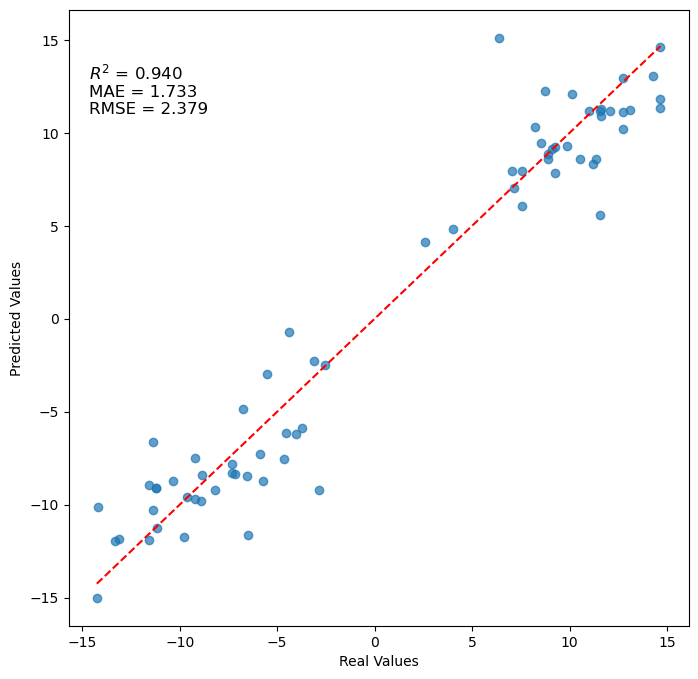 R² = 0.940
MAE = 1.733
RMSE = 2.379
15
10
5
0
−5
−10
−15
Predicted Values
−15 −10 −5 0 5 10 15
Real Values